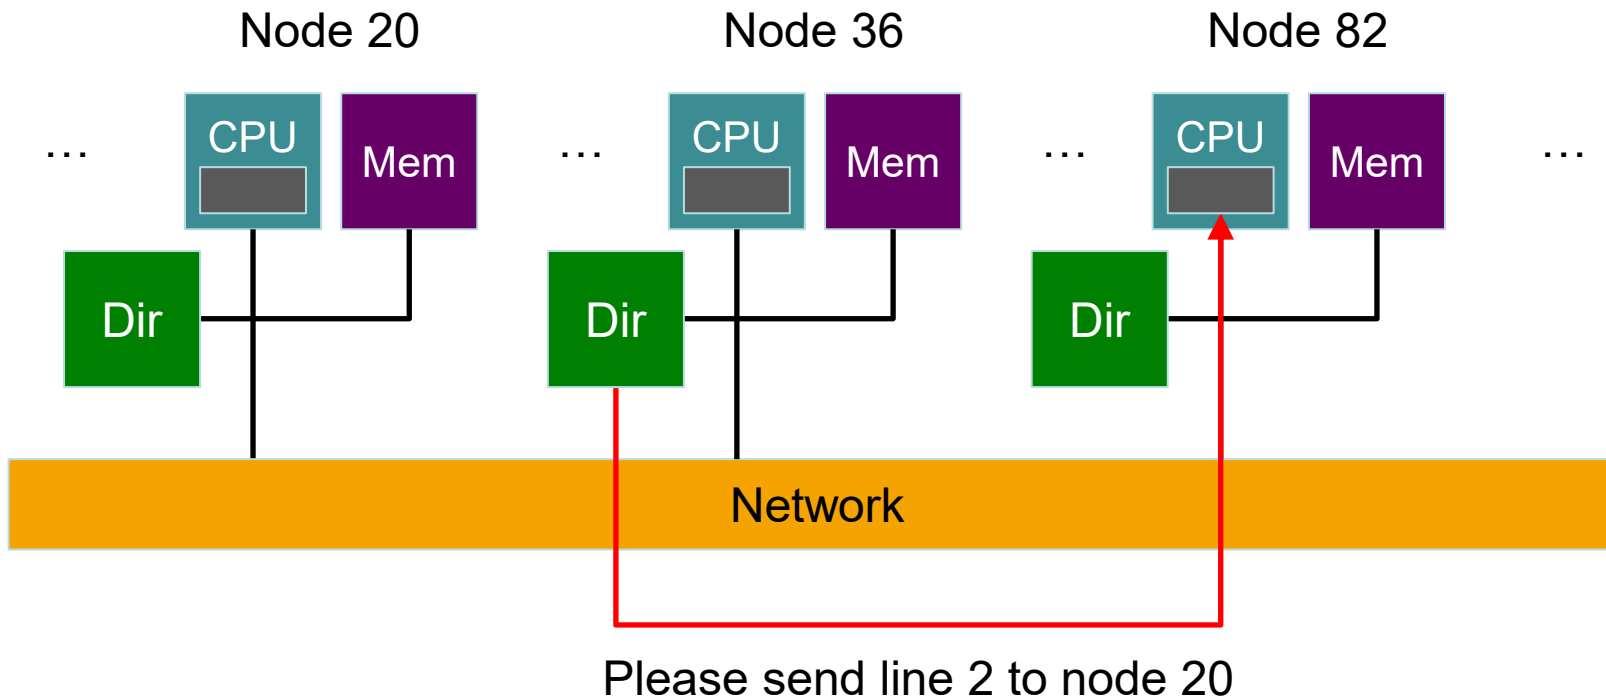 Node 20
Node 36
Node 82
…
CPU
Mem
…
CPU
Mem
…
CPU
Mem
…
Dir
Dir
Dir
Network
Please send line 2 to node 20